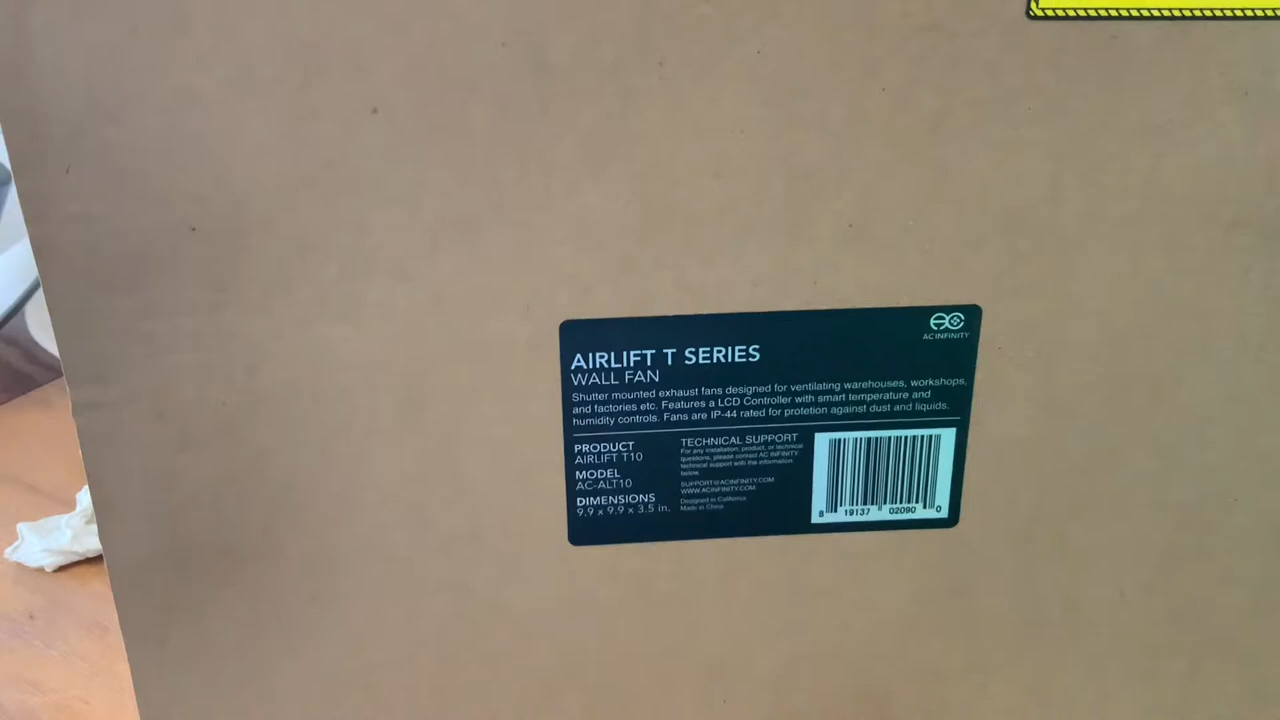 AC INFINITY
AIRLIFT T SERIES
WALL FAN
Shutter mounted exhaust fans designed for ventilating warehouses, workshops,
and factories etc. Features a LCD Controller with smart temperature and
humidity controls. Fans are IP-44 rated for protetion against dust and liquids.
PRODUCT
AIRLIFT T10
MODEL
AC-ALT10
DIMENSIONS
9.9 x 9.9 x 3.5 in.
TECHNICAL SUPPORT
For any installation, product, or technical
questions, please contact AC INFINITY
technical support with the information
below.
SUPPORT@ACINFINITY.COM
WWW.ACINFINITY.COM
Designed in California
Made in China
8 19137 02090 0